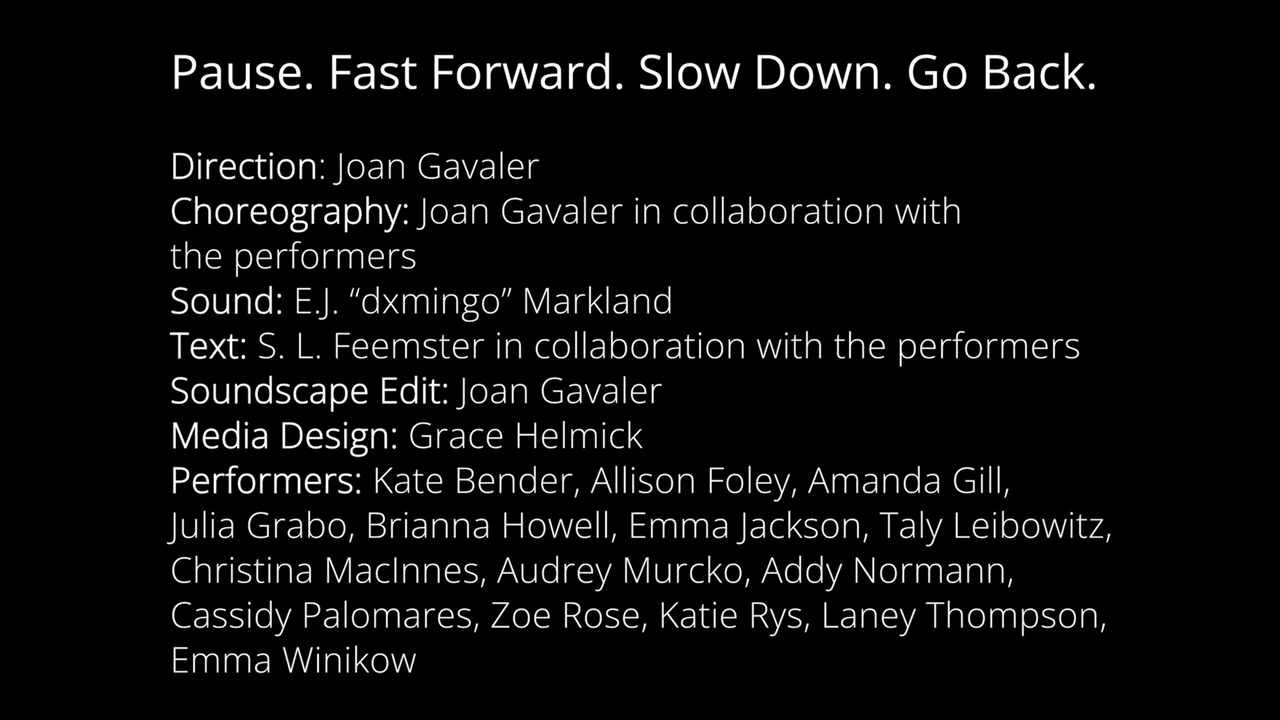 Pause. Fast Forward. Slow Down. Go Back.
Direction: Joan Gavaler
Choreography: Joan Gavaler in collaboration with
the performers
Sound: E.J. “dxmingo” Markland
Text: S. L. Feemster in collaboration with the performers
Soundscape Edit: Joan Gavaler
Media Design: Grace Helmick
Performers: Kate Bender, Allison Foley, Amanda Gill,
Julia Grabo, Brianna Howell, Emma Jackson, Taly Leibowitz,
Christina MacInnes, Audrey Murcko, Addy Normann,
Cassidy Palomares, Zoe Rose, Katie Rys, Laney Thompson,
Emma Winikow